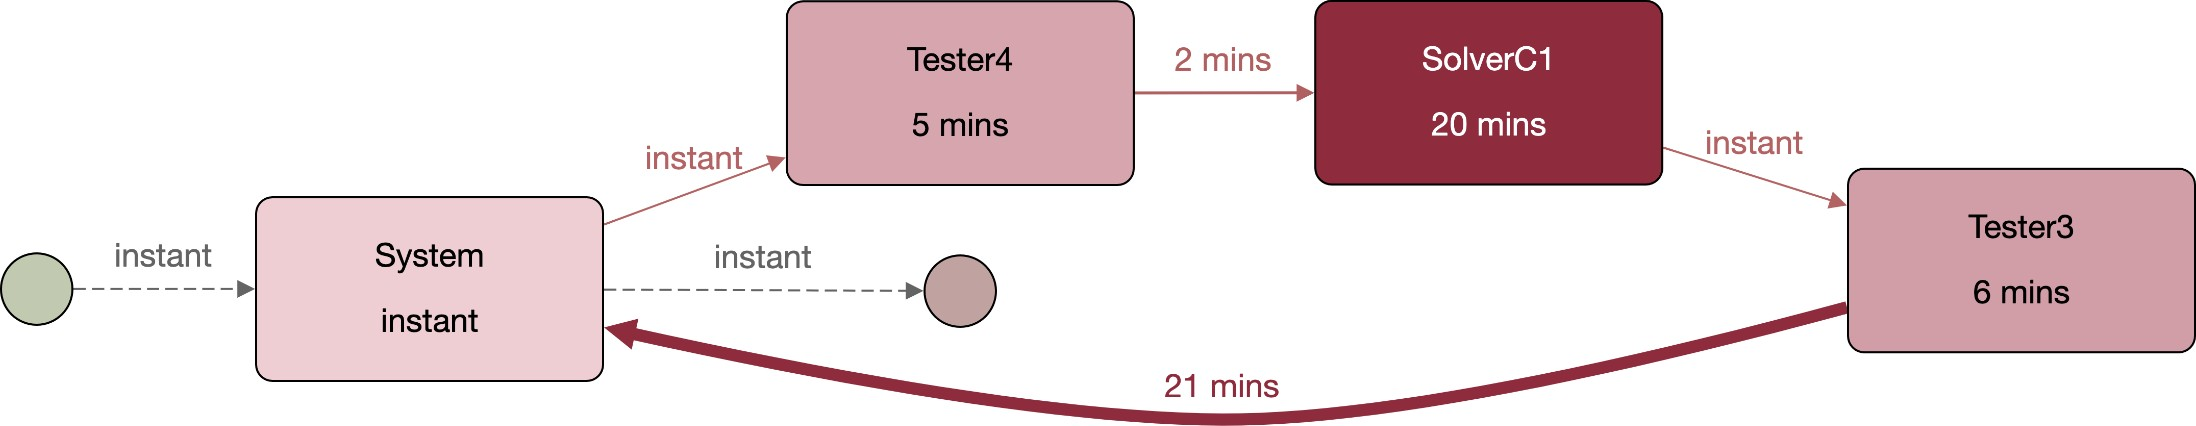 instant
System
instant
instant
Tester4
5 mins
2 mins
SolverC1
20 mins
instant
Tester3
6 mins
21 mins
instant